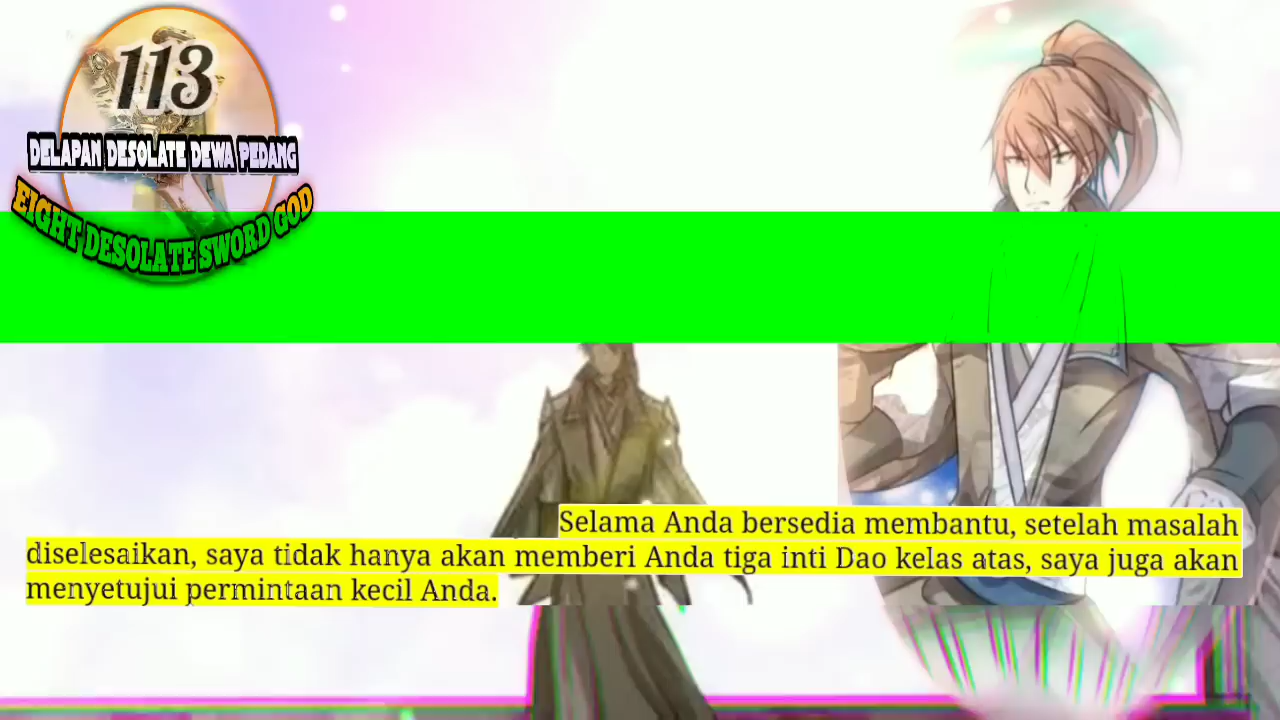 113
DELAPAN DESOLATE DEWA PEDANG
EIGHT DESOLATE SWORD GOD
Selama Anda bersedia membantu, setelah masalah
diselesaikan, saya tidak hanya akan memberi Anda tiga inti Dao kelas atas, saya juga akan
menyetujui permintaan kecil Anda.